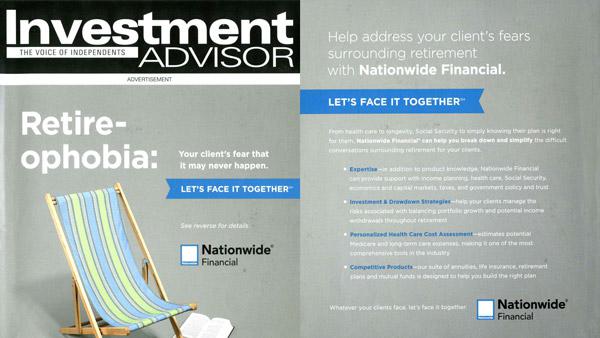 Investment
THE VOICE OF INDEPENDENTS
ADVISOR
ADVERTISEMENT
Retire-
ophobia:
Your client's fear that
it may never happen.
LET'S FACE IT TOGETHER℠
See reverse for details.
Nationwide®
Financial
Help address your client's fears
surrounding retirement
with Nationwide Financial.
LET'S FACE IT TOGETHER℠
From health care to longevity, Social Security to simply knowing their plan is right
for them, Nationwide Financial® can help you break down and simplify the difficult
conversations surrounding retirement for your clients.
• Expertise—in addition to product knowledge, Nationwide Financial
can provide support with income planning, health care, Social Security,
economics and capital markets, taxes, and government policy and trust
• Investment & Drawdown Strategies—help your clients manage the
risks associated with balancing portfolio growth and potential income
withdrawals throughout retirement
• Personalized Health Care Cost Assessment—estimates potential
Medicare and long-term care expenses, making it one of the most
comprehensive tools in the industry
• Competitive Products—our suite of annuities, life insurance, retirement
plans and mutual funds is designed to help you build the right plan
Whatever your clients face, let's face it together.
Nationwide®
Financial